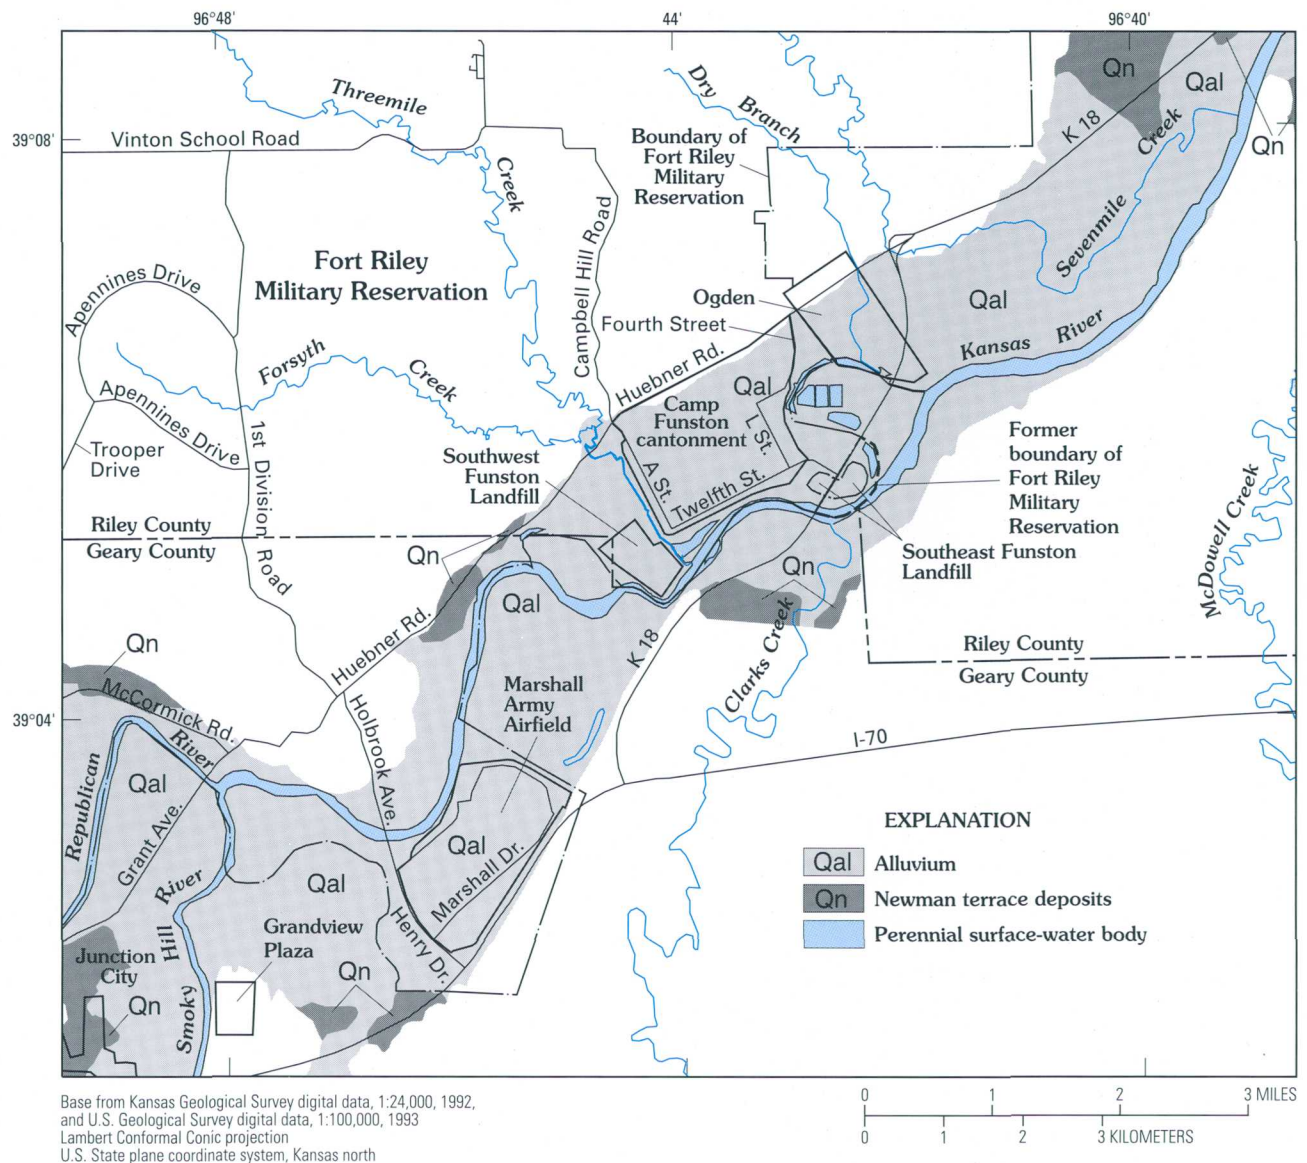 96°48'
44'
96°40'
39°08'
39°04'
Threemile
Creek
Vinton School Road
Dry
Branch
Boundary of
Fort Riley
Military
Reservation
Qn
Qal
K 18
Creek
Sevenmile
Qn
Campbell Hill Road
Fort Riley
Military Reservation
Apennines Drive
Ogden
Fourth Street
Qal
Kansas
River
Huebner Rd.
Forsyth
Creek
Apennines Drive
Trooper
Drive
1st Division Road
Qal
Camp
Funston
cantonment
L St.
A St.
Twelfth St.
Southwest
Funston
Landfill
Former
boundary of
Fort Riley
Military
Reservation
Southeast Funston
Landfill
McDowell Creek
Riley County
Geary County
Qn
Qal
Qn
Huebner Rd.
K 18
Clarks Creek
Riley County
Geary County
Qn
McCormick Rd.
Marshall
Army
Airfield
Holbrook Ave.
I-70
Republican
River
Qal
Grant Ave.
Qal
Marshall Dr.
Henry Dr.
Smoky
Hill
River
Qal
Grandview
Plaza
Junction
City
Qn
Qn
EXPLANATION
Qal Alluvium
Qn Newman terrace deposits
Perennial surface-water body
Base from Kansas Geological Survey digital data, 1:24,000, 1992,
and U.S. Geological Survey digital data, 1:100,000, 1993
Lambert Conformal Conic projection
U.S. State plane coordinate system, Kansas north
0 1 2 3 MILES
0 1 2 3 KILOMETERS